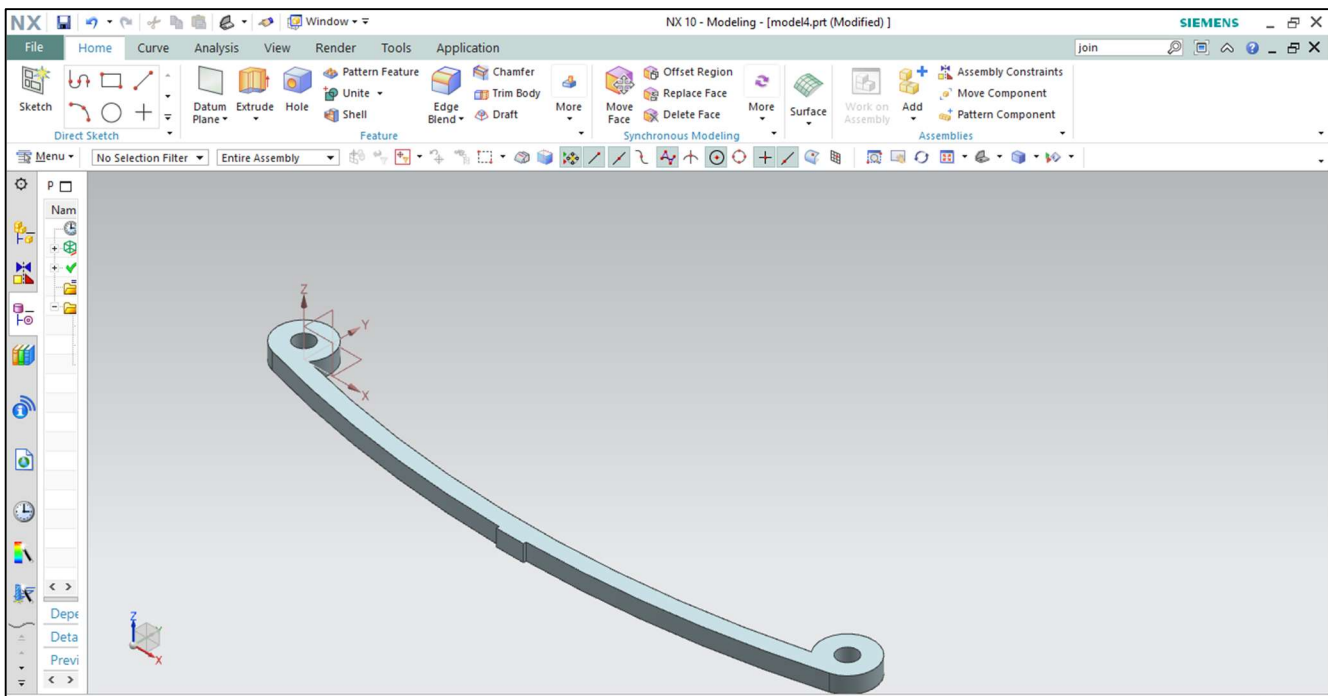 NX Window NX 10 - Modeling - [model4.prt (Modified) ] SIEMENS
File Home Curve Analysis View Render Tools Application join
Sketch
Direct Sketch
Datum Plane Extrude Hole
Pattern Feature
Unite
Shell
Edge Blend
Chamfer
Trim Body
Draft
More
Feature
Move Face
Offset Region
Replace Face
Delete Face
More
Synchronous Modeling
Surface
Work on Assembly
Add
Assembly Constraints
Move Component
Pattern Component
Assemblies
Menu No Selection Filter Entire Assembly
P
Nam
Z
Y
X
Depe
Deta
Previ
Z
Y
X